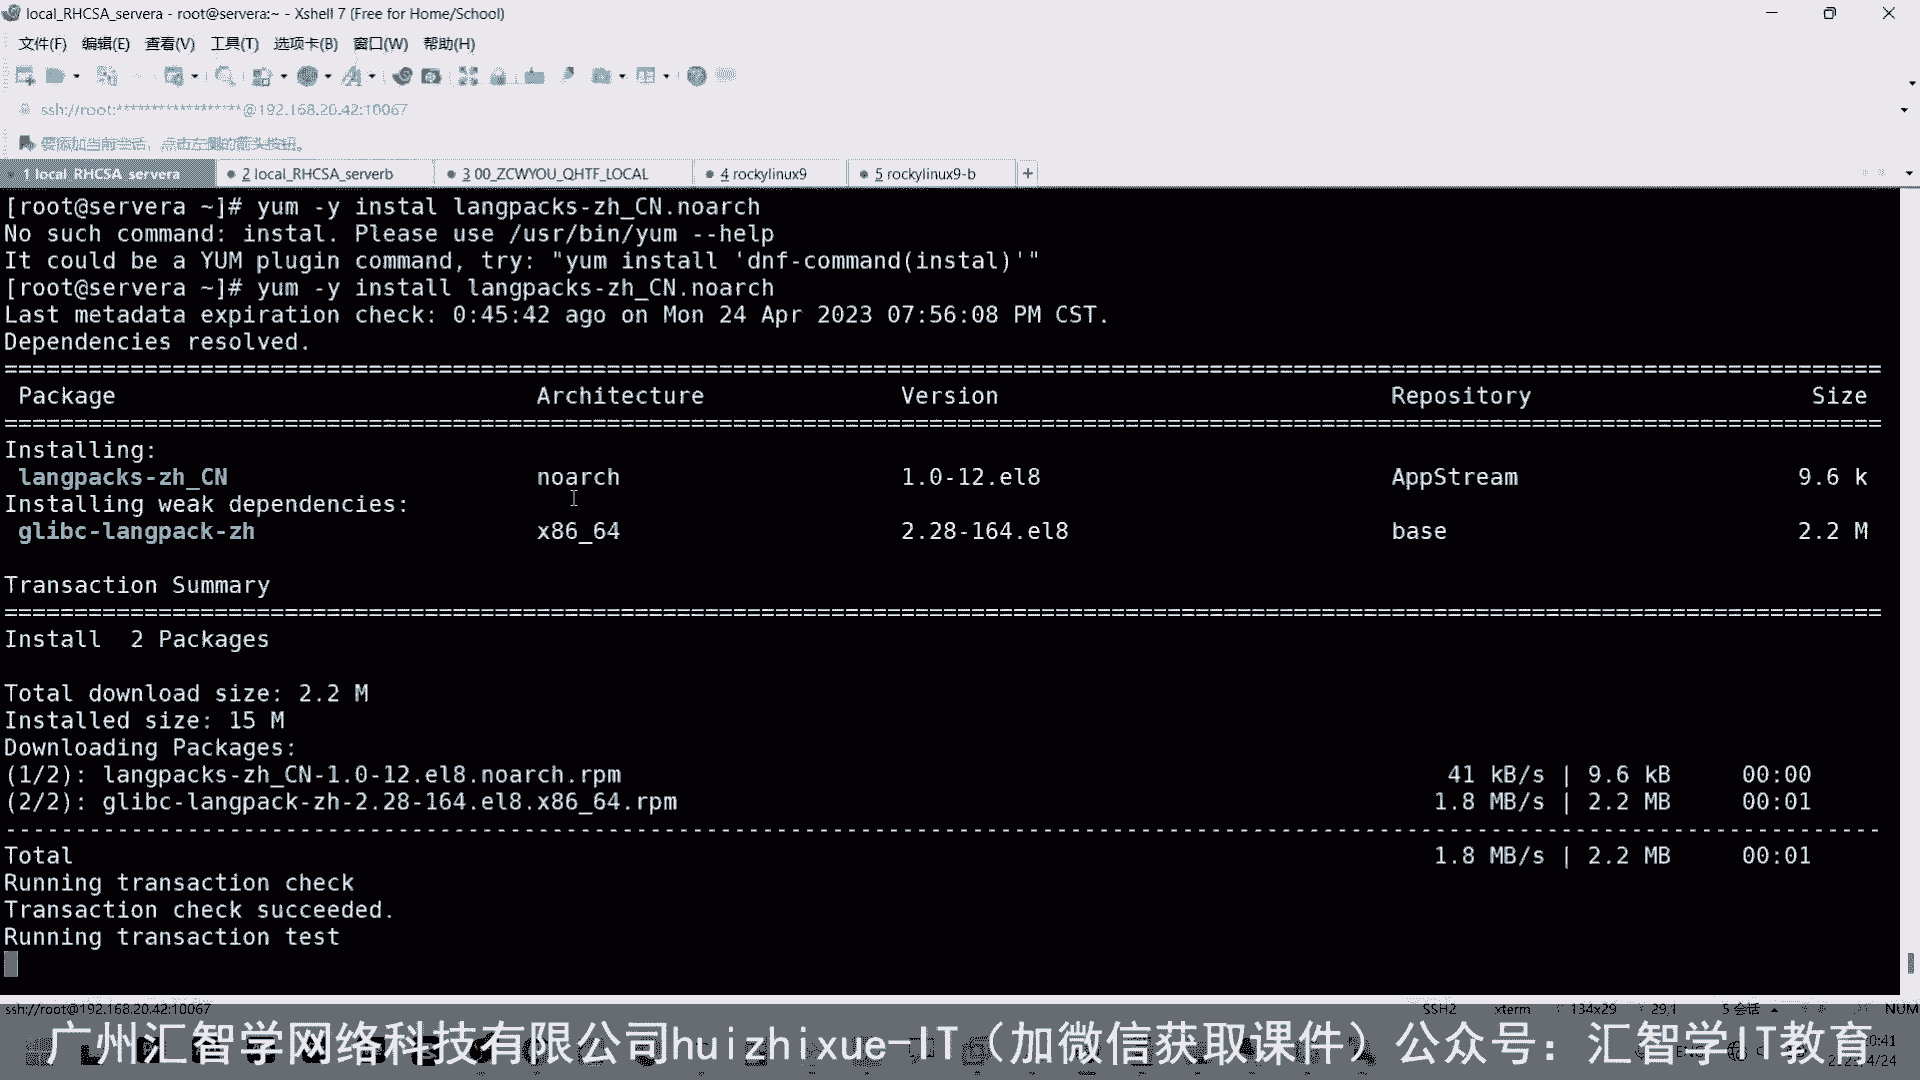 local_RHCSA_servera - root@servera:~ - Xshell 7 (Free for Home/School)
文件(F) 编辑(E) 查看(V) 工具(T) 选项卡(B) 窗口(W) 帮助(H)
ssh://root:******************@192.168.20.42:10067
要添加当前会话，点击左侧的箭头按钮。
1 local_RHCSA_servera 2 local_RHCSA_serverb 3 00_ZCWYOU_QHTF_LOCAL 4 rockylinux9 5 rockylinux9-b +
[root@servera ~]# yum -y instal langpacks-zh_CN.noarch
No such command: instal. Please use /usr/bin/yum --help
It could be a YUM plugin command, try: "yum install 'dnf-command(instal)'"
[root@servera ~]# yum -y install langpacks-zh_CN.noarch
Last metadata expiration check: 0:45:42 ago on Mon 24 Apr 2023 07:56:08 PM CST.
Dependencies resolved.
Package Architecture Version Repository Size
Installing:
langpacks-zh_CN noarch 1.0-12.el8 AppStream 9.6 k
Installing weak dependencies:
glibc-langpack-zh x86_64 2.28-164.el8 base 2.2 M
Transaction Summary
Install 2 Packages
Total download size: 2.2 M
Installed size: 15 M
Downloading Packages:
(1/2): langpacks-zh_CN-1.0-12.el8.noarch.rpm 41 kB/s | 9.6 kB 00:00
(2/2): glibc-langpack-zh-2.28-164.el8.x86_64.rpm 1.8 MB/s | 2.2 MB 00:01
Total 1.8 MB/s | 2.2 MB 00:01
Running transaction check
Transaction check succeeded.
Running transaction test
ssh://root@192.168.20.42:10067 SSH2 xterm 134x29 29,1 5 会话 NUM
广州汇智学网络科技有限公司huizhixue-IT（加微信获取课件）公众号：汇智学IT教育